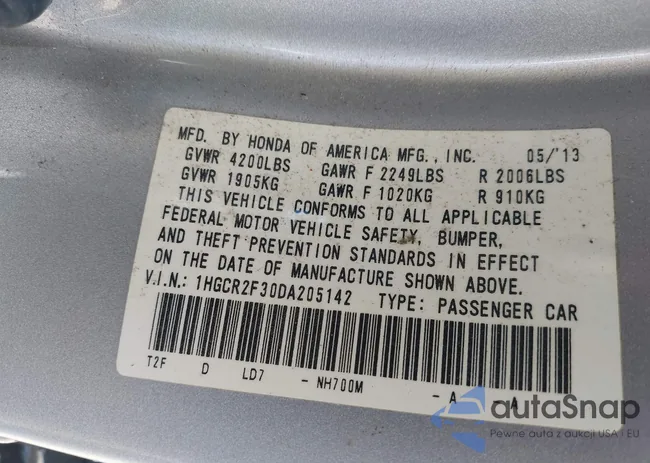 MFD. BY HONDA OF AMERICA MFG., INC. 05/'13
GVWR 4200LBS GAWR F 2249LBS R 2006LBS
GVWR 1905KG GAWR F 1020KG R 910KG
THIS VEHICLE CONFORMS TO ALL APPLICABLE
FEDERAL MOTOR VEHICLE SAFETY, BUMPER,
AND THEFT PREVENTION STANDARDS IN EFFECT
ON THE DATE OF MANUFACTURE SHOWN ABOVE.
V.I.N.: 1HGCR2F30DA205142 TYPE: PASSENGER CAR
T2F D LD7 - NH700M - A - A
autoSnap
Pewne auta z aukcji USA i EU